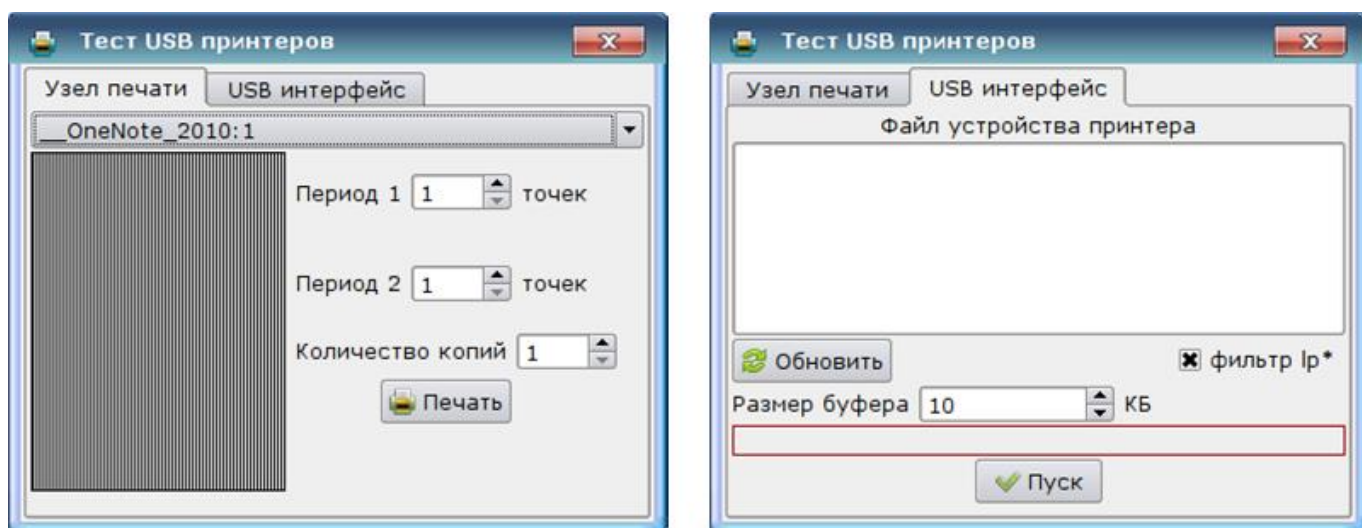 Тест USB принтеров
Узел печати USB интерфейс
__OneNote_2010:1
Период 1 1 точек
Период 2 1 точек
Количество копий 1
Печать
Тест USB принтеров
Узел печати USB интерфейс
Файл устройства принтера
Обновить фильтр lp*
Размер буфера 10 КБ
Пуск